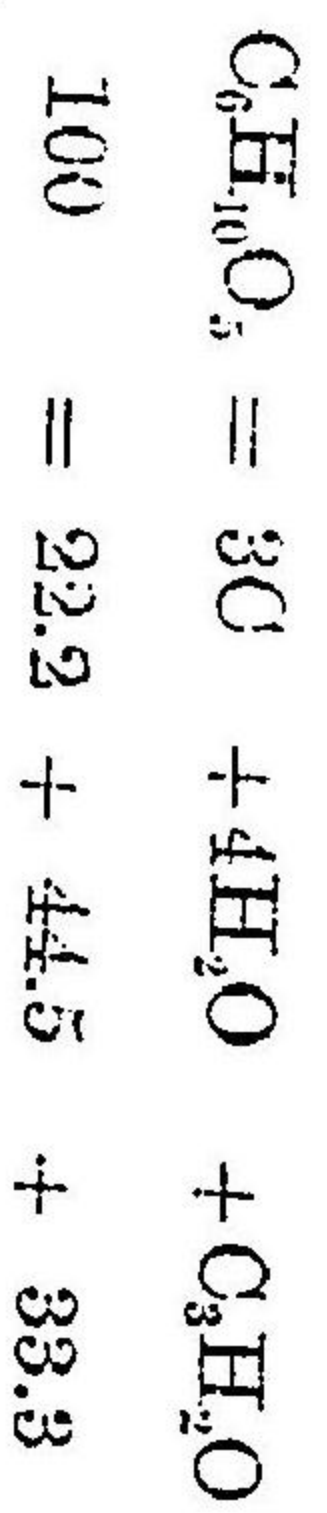 C₆H₁₀O₅ = 3C + 4H₂O + C₃H₂O
100 = 22.2 + 44.5 + 33.3